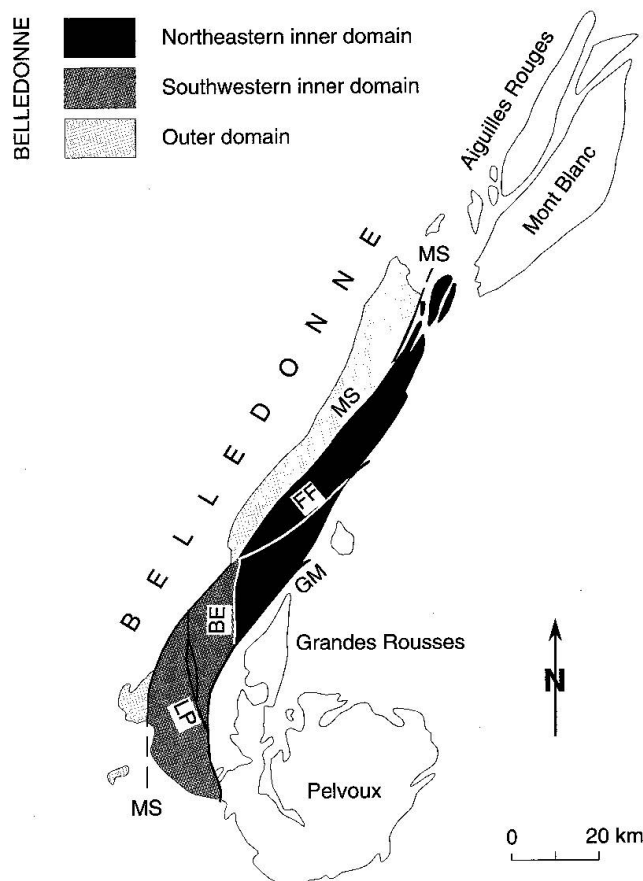 BELLEDONNE
Northeastern inner domain
Southwestern inner domain
Outer domain
Aiguilles Rouges
Mont Blanc
BELLEDONNE
MS
MS
FF
GM
BE
Grandes Rousses
N
LP
Pelvoux
MS
0 20 km